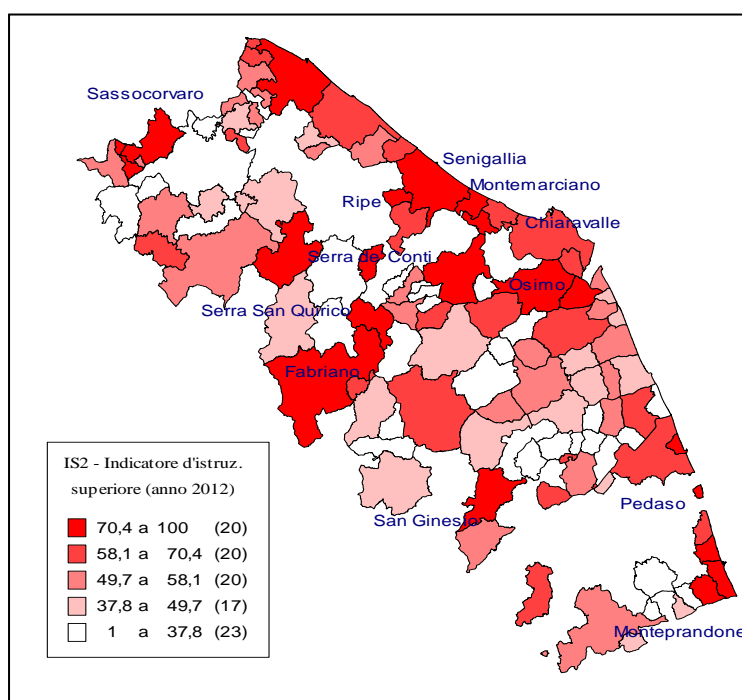 Sassocorvaro
Senigallia
Montemarciano
Ripe
Chiaravalle
Serra de' Conti
Osimo
Serra San Quirico
Fabriano
IS2 - Indicatore d'istruz.
superiore (anno 2012)
70,4 a 100 (20)
58,1 a 70,4 (20)
49,7 a 58,1 (20)
37,8 a 49,7 (17)
1 a 37,8 (23)
Pedaso
San Ginesio
Monteprandone